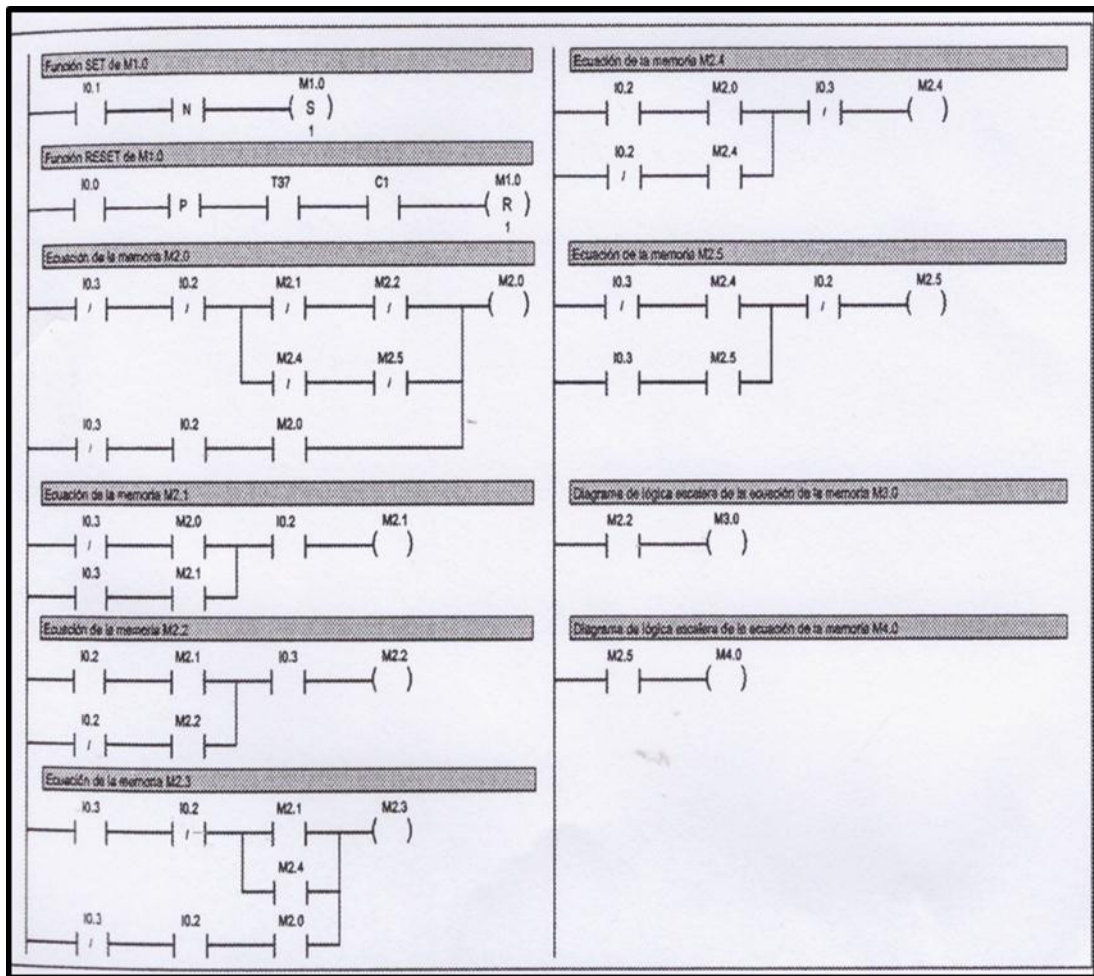 Función SET de M1.0
I0.1 M1.0
N S
1
Función RESET de M1.0
I0.0 T37 C1 M1.0
P R
1
Ecuación de la memoria M2.0
I0.3 I0.2 M2.1 M2.2 M2.0
/ / / /
M2.4 M2.5
/ /
I0.3 I0.2 M2.0
/
Ecuación de la memoria M2.1
I0.3 M2.0 I0.2 M2.1
/
I0.3 M2.1
Ecuación de la memoria M2.2
I0.2 M2.1 I0.3 M2.2
I0.2 M2.2
/
Ecuación de la memoria M2.3
I0.3 I0.2 M2.1 M2.3
/
M2.4
I0.3 I0.2 M2.0
/
Ecuación de la memoria M2.4
I0.2 M2.0 I0.3 M2.4
/
I0.2 M2.4
/
Ecuación de la memoria M2.5
I0.3 M2.4 I0.2 M2.5
/ /
I0.3 M2.5
Diagrama de lógica escalera de la ecuación de la memoria M3.0
M2.2 M3.0
Diagrama de lógica escalera de la ecuación de la memoria M4.0
M2.5 M4.0